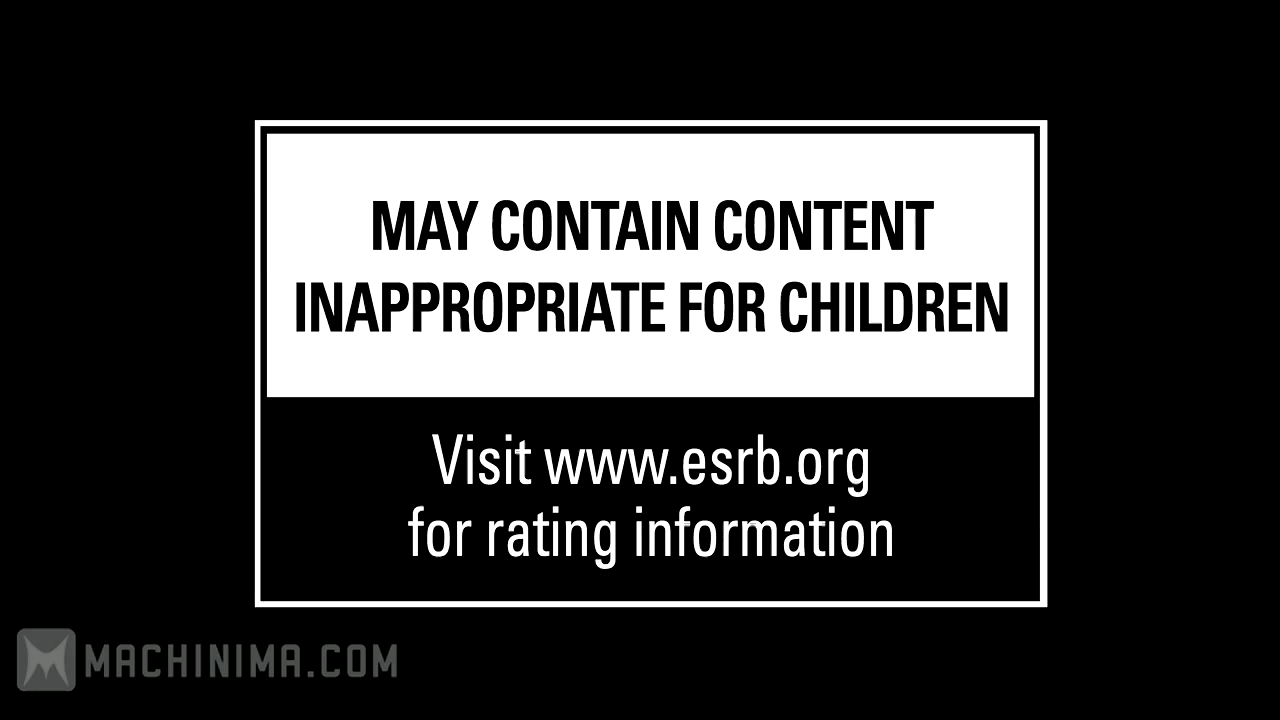 MAY CONTAIN CONTENT
INAPPROPRIATE FOR CHILDREN
Visit www.esrb.org
for rating information
MACHINIMA.COM